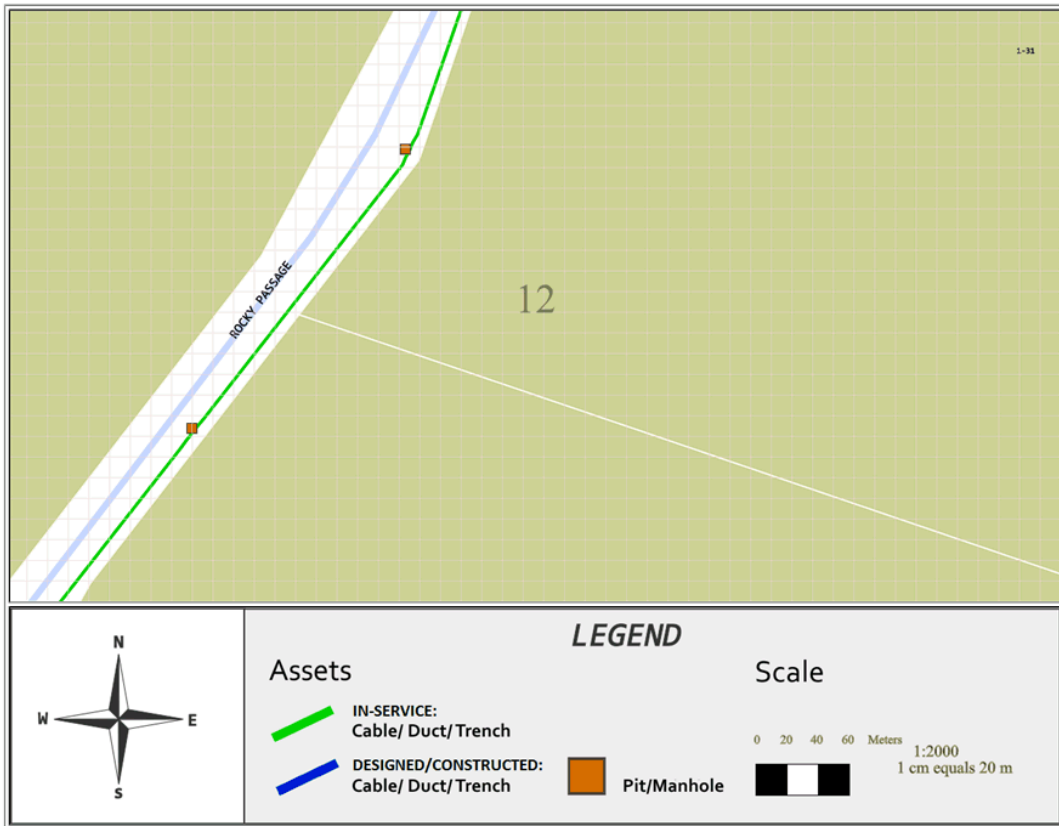 1-31
ROCKY PASSAGE
12
LEGEND
N
W
E
S
Assets
IN-SERVICE:
Cable/ Duct/ Trench
DESIGNED/CONSTRUCTED:
Cable/ Duct/ Trench
Pit/Manhole
Scale
0 20 40 60 Meters
1:2000
1 cm equals 20 m